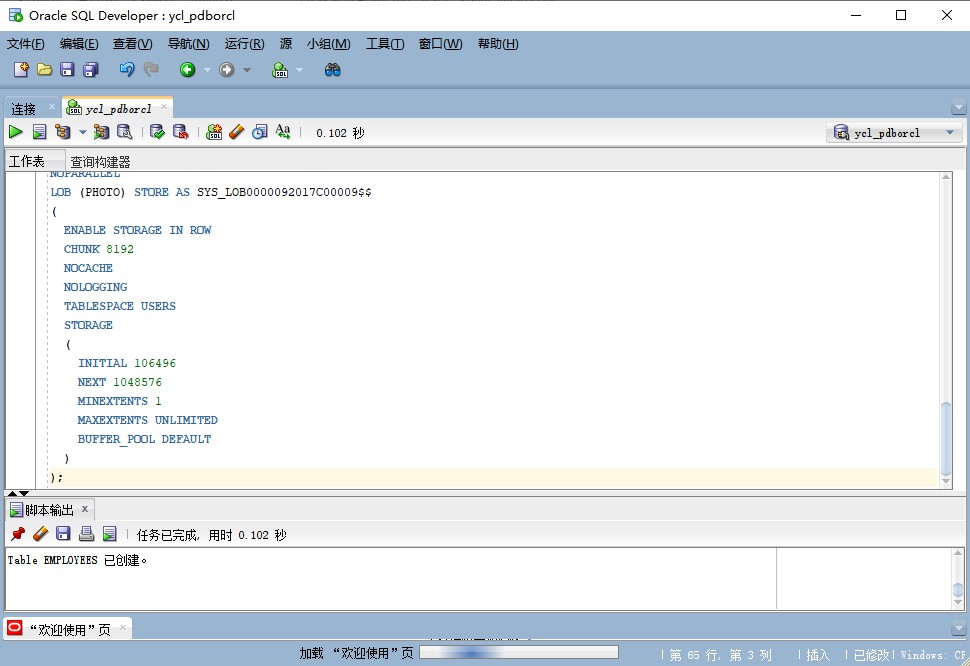 Oracle SQL Developer : ycl_pdborcl
文件(F) 编辑(E) 查看(V) 导航(N) 运行(R) 源 小组(M) 工具(T) 窗口(W) 帮助(H)
连接 ycl_pdborcl
0.102 秒 ycl_pdborcl
工作表 查询构建器
NOPARALLEL
LOB (PHOTO) STORE AS SYS_LOB0000092017C00009$$
(
ENABLE STORAGE IN ROW
CHUNK 8192
NOCACHE
NOLOGGING
TABLESPACE USERS
STORAGE
(
INITIAL 106496
NEXT 1048576
MINEXTENTS 1
MAXEXTENTS UNLIMITED
BUFFER_POOL DEFAULT
)
);
脚本输出
任务已完成, 用时 0.102 秒
Table EMPLOYEES 已创建。
“欢迎使用”页
加载 “欢迎使用”页 第 65 行, 第 3 列 插入 已修改 Windows: CR